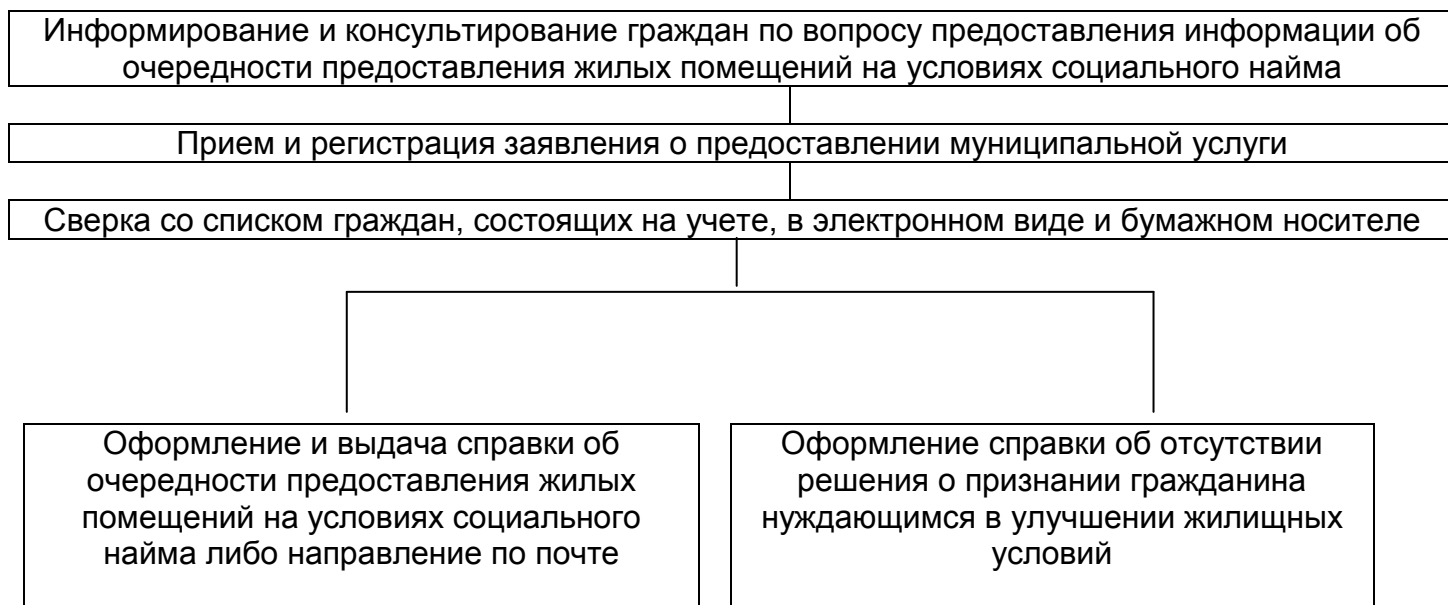 Информирование и консультирование граждан по вопросу предоставления информации об
очередности предоставления жилых помещений на условиях социального найма
Прием и регистрация заявления о предоставлении муниципальной услуги
Сверка со списком граждан, состоящих на учете, в электронном виде и бумажном носителе
Оформление и выдача справки об
очередности предоставления жилых
помещений на условиях социального
найма либо направление по почте
Оформление справки об отсутствии
решения о признании гражданина
нуждающимся в улучшении жилищных
условий